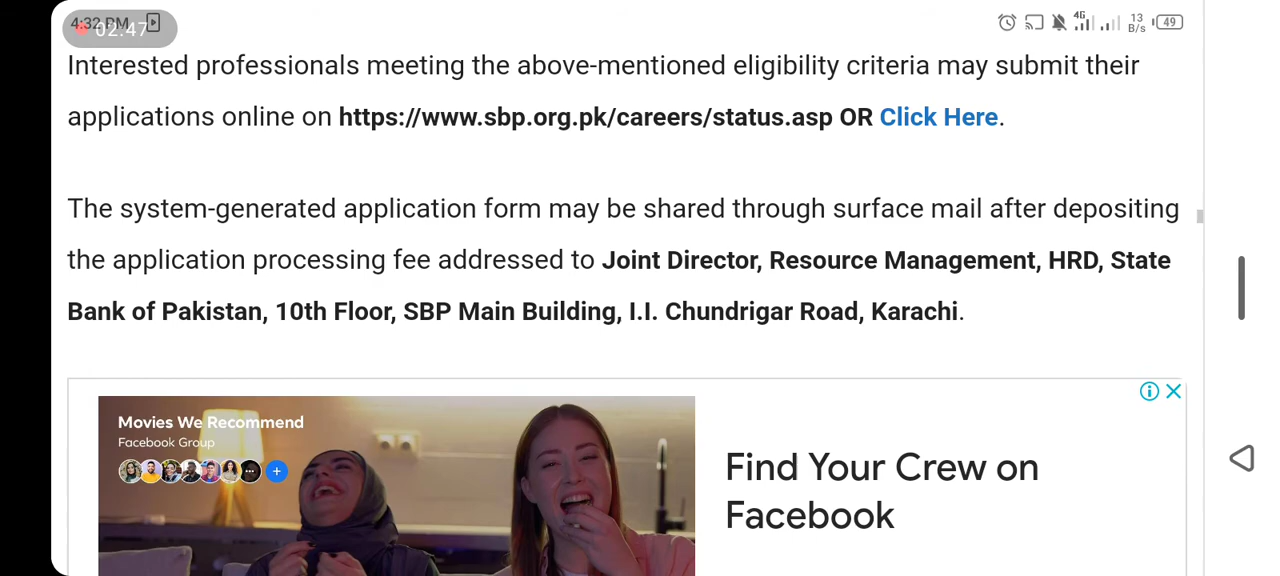 4:32 PM
02:47
4G
13 B/s
49
Interested professionals meeting the above-mentioned eligibility criteria may submit their
applications online on https://www.sbp.org.pk/careers/status.asp OR Click Here.
The system-generated application form may be shared through surface mail after depositing
the application processing fee addressed to Joint Director, Resource Management, HRD, State
Bank of Pakistan, 10th Floor, SBP Main Building, I.I. Chundrigar Road, Karachi.
Movies We Recommend
Facebook Group
Find Your Crew on
Facebook